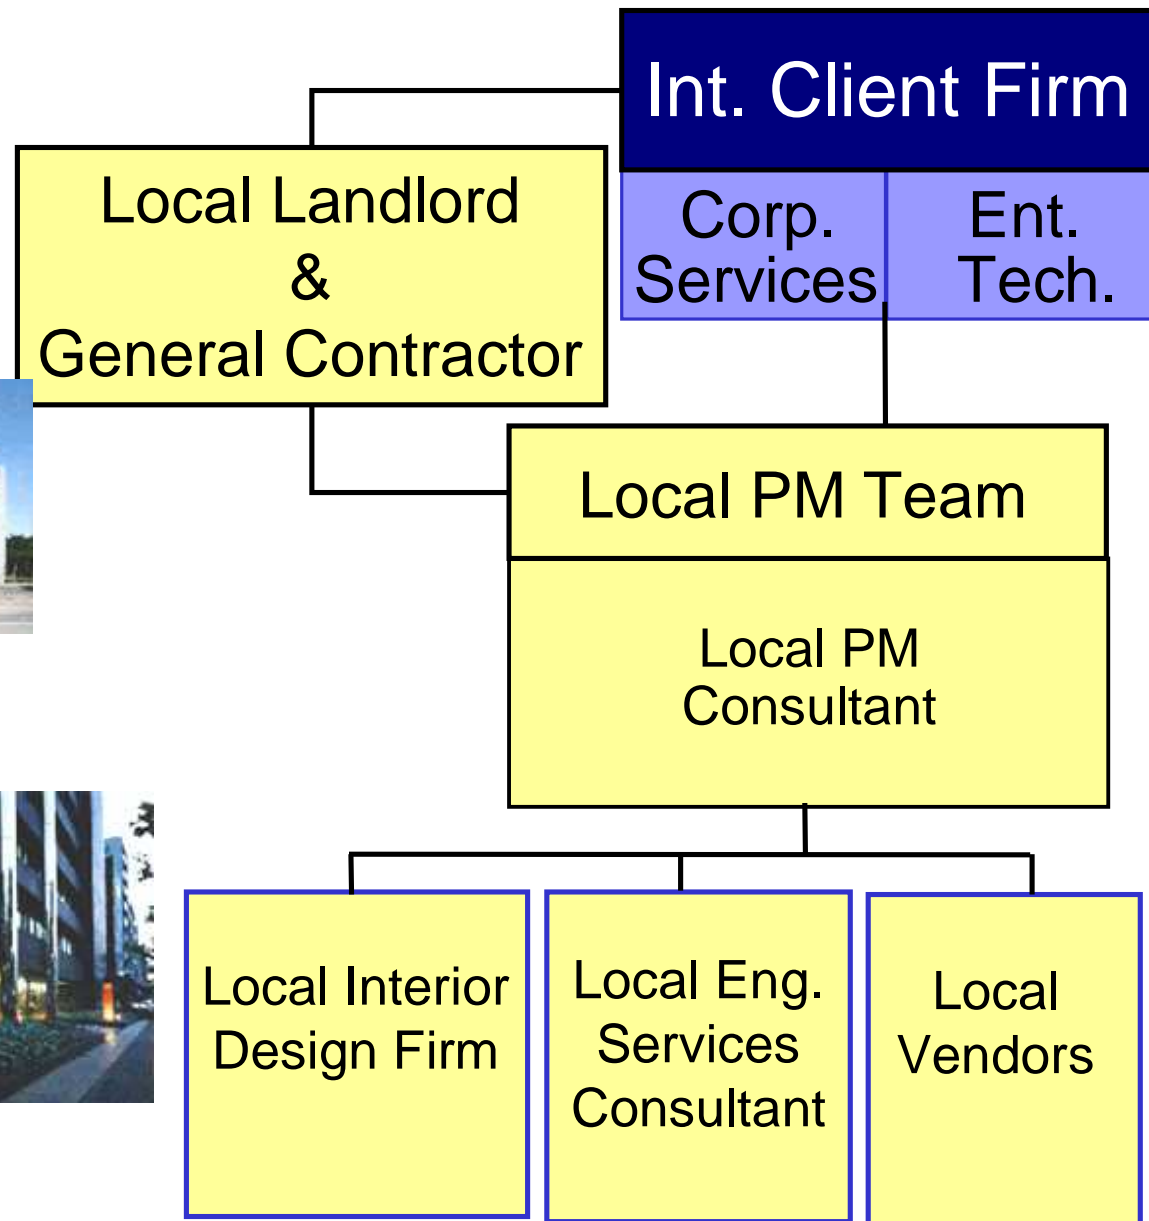 Int. Client Firm
Corp.
Services
Ent.
Tech.
Local Landlord
&
General Contractor
Local PM Team
Local PM
Consultant
Local Interior
Design Firm
Local Eng.
Services
Consultant
Local
Vendors